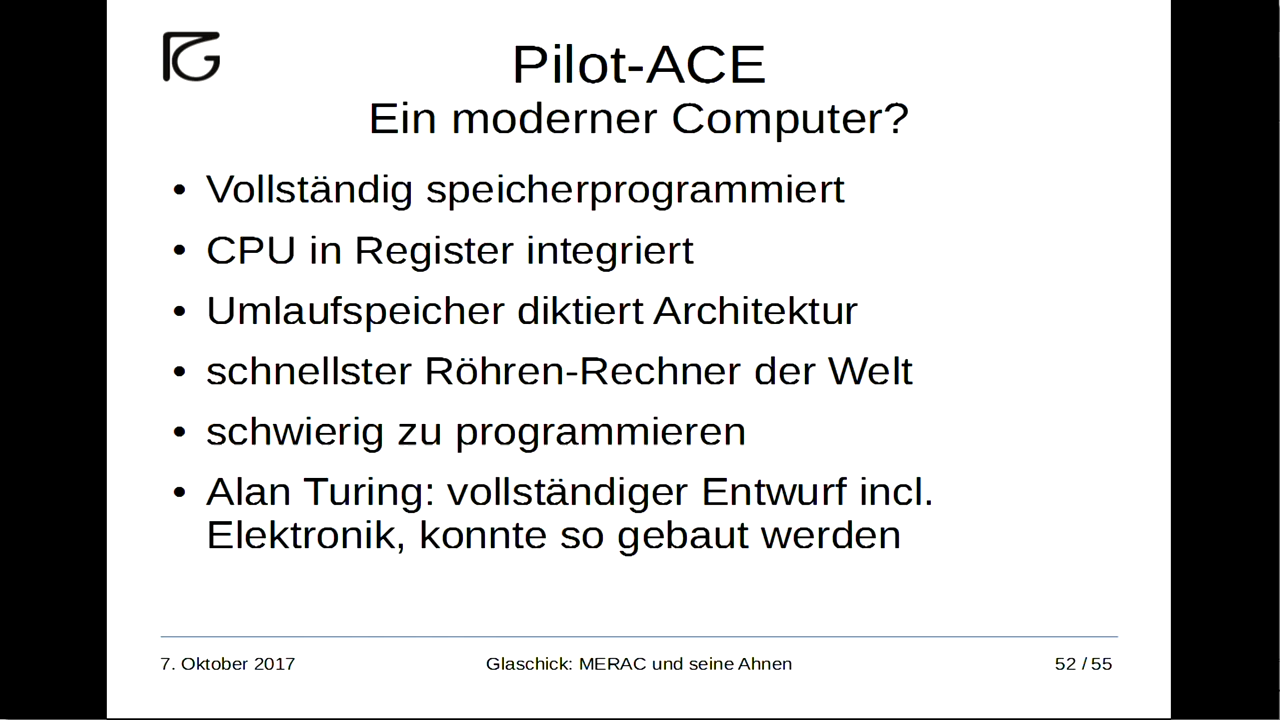 Pilot-ACE
Ein moderner Computer?
• Vollständig speicherprogrammiert
• CPU in Register integriert
• Umlaufspeicher diktiert Architektur
• schnellster Röhren-Rechner der Welt
• schwierig zu programmieren
• Alan Turing: vollständiger Entwurf incl.
Elektronik, konnte so gebaut werden
7. Oktober 2017
Glaschick: MERAC und seine Ahnen
52 / 55